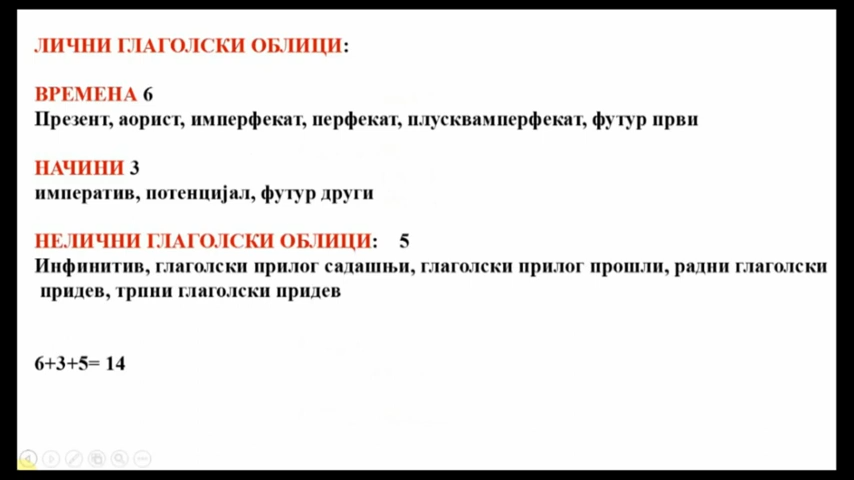 ЛИЧНИ ГЛАГОЛСКИ ОБЛИЦИ:
ВРЕМЕНА 6
Презент, аорист, имперфекат, перфекат, плусквамперфекат, футур први
НАЧИНИ 3
императив, потенцијал, футур други
НЕЛИЧНИ ГЛАГОЛСКИ ОБЛИЦИ: 5
Инфинитив, глаголски прилог садашњи, глаголски прилог прошли, радни глаголски
придев, трпни глаголски придев
6+3+5= 14